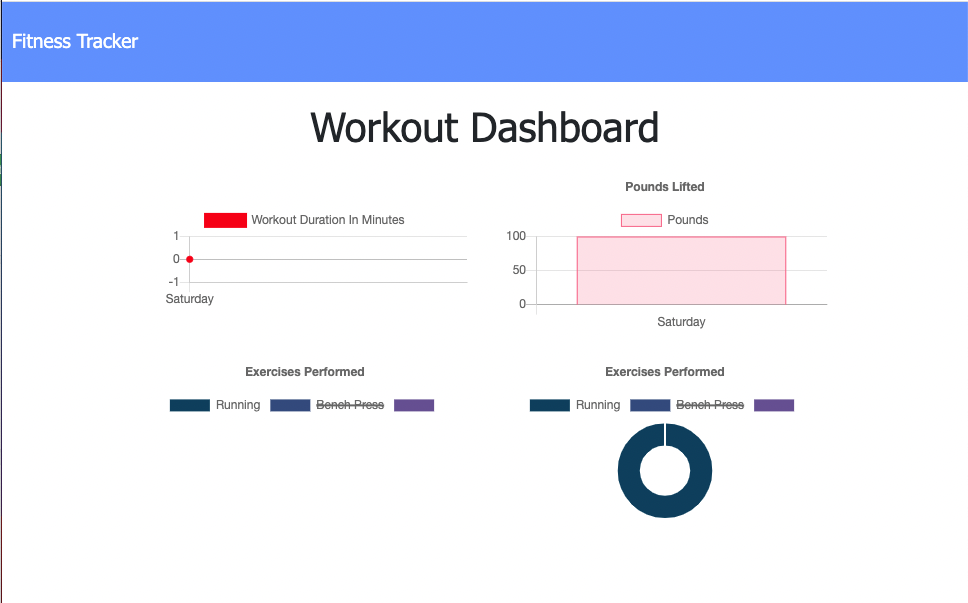 Fitness Tracker
Workout Dashboard
Workout Duration In Minutes
1
0
-1
Saturday
Pounds Lifted
Pounds
100
50
0
Saturday
Exercises Performed
Running Bench Press
Exercises Performed
Running Bench Press